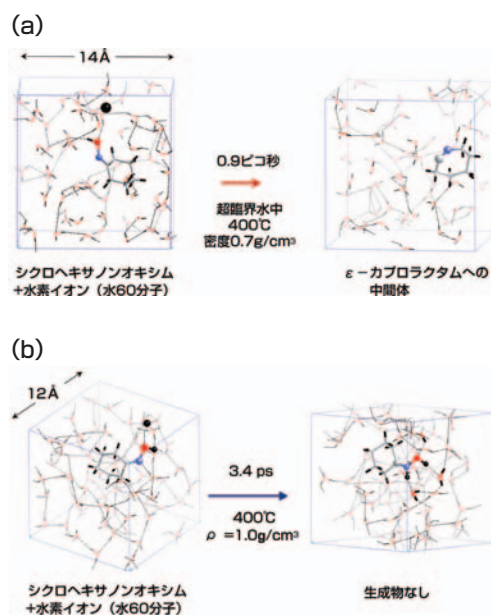 (a)
14Å
0.9ピコ秒
超臨界水中
400℃
密度0.7g/cm³
シクロヘキサノンオキシム
+水素イオン（水60分子）
ε−カプロラクタムへの
中間体
(b)
12Å
3.4 ps
400℃
ρ =1.0g/cm³
シクロヘキサノンオキシム
+水素イオン（水60分子）
生成物なし